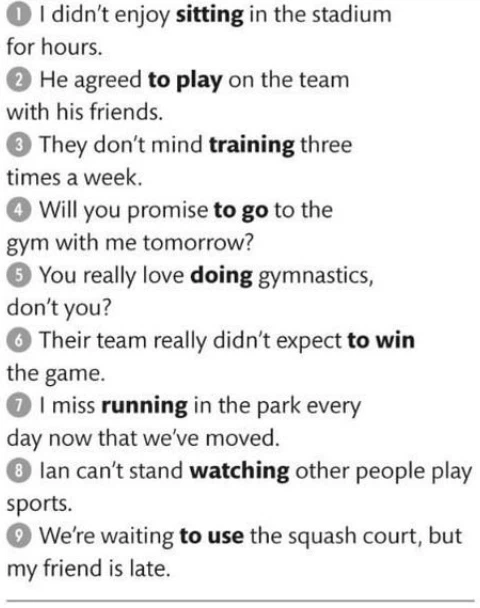 1 I didn't enjoy sitting in the stadium
for hours.
2 He agreed to play on the team
with his friends.
3 They don't mind training three
times a week.
4 Will you promise to go to the
gym with me tomorrow?
5 You really love doing gymnastics,
don't you?
6 Their team really didn't expect to win
the game.
7 I miss running in the park every
day now that we've moved.
8 Ian can't stand watching other people play
sports.
9 We're waiting to use the squash court, but
my friend is late.